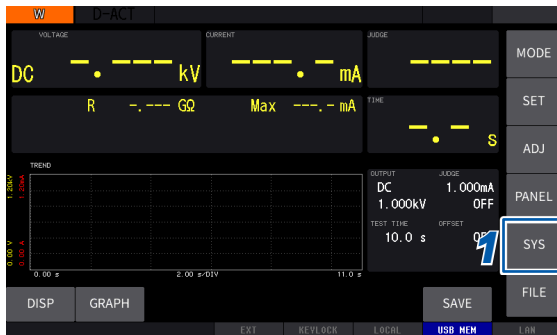 W D-ACT
VOLTAGE CURRENT JUDGE
DC -.--- kV ---.- mA ----
MODE
R -.--- GΩ Max ---.- mA TIME
SET
-.- s
ADJ
TREND
OUTPUT JUDGE
1.20kV 1.20mA
DC 1.000mA
1.000kV OFF
PANEL
TEST TIME OFFSET
10.0 s
1
SYS
0.00 V 0.00 A
0.00 s 2.00 s/DIV 11.0 s
DISP GRAPH SAVE FILE
EXT KEYLOCK LOCAL USB MEM LAN